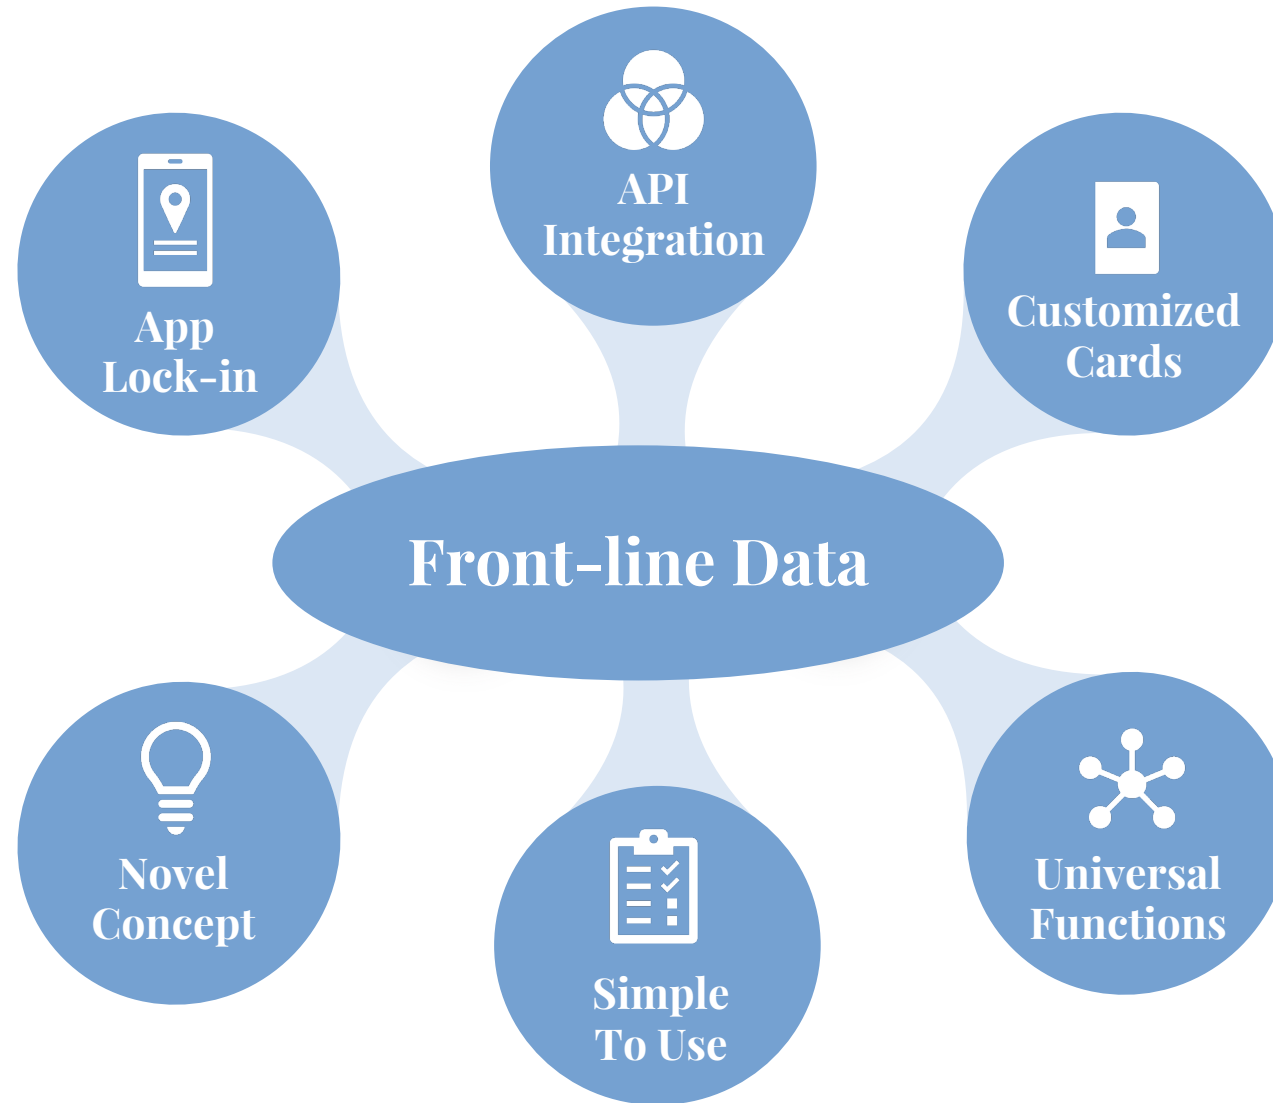 API
Integration
App
Lock-in
Customized
Cards
Front-line Data
Novel
Concept
Universal
Functions
Simple
To Use